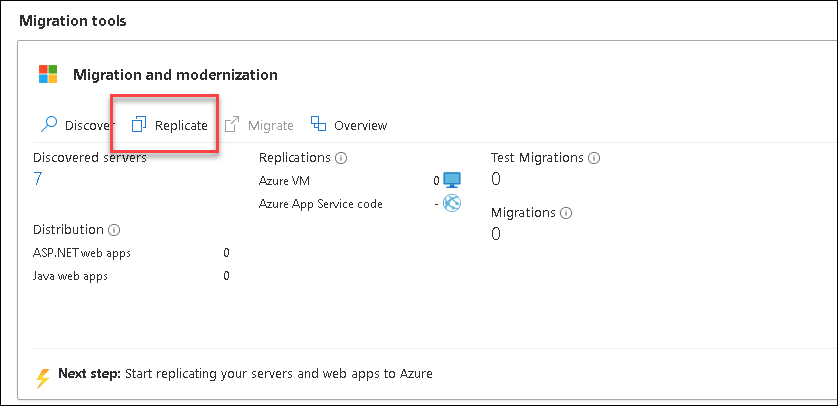 Migration tools
Migration and modernization
Discover Replicate Migrate Overview
Discovered servers
7
Replications
Azure VM 0
Azure App Service code -
Test Migrations
0
Migrations
0
Distribution
ASP.NET web apps 0
Java web apps 0
Next step: Start replicating your servers and web apps to Azure